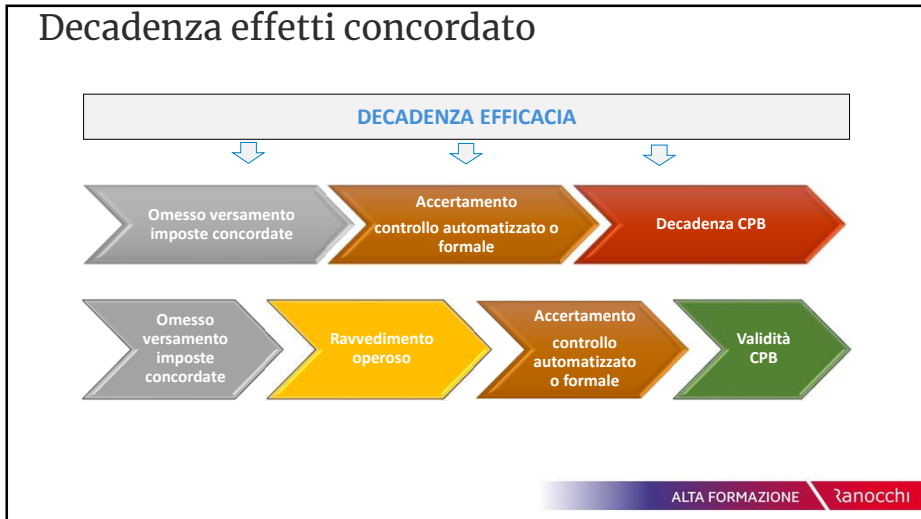 Decadenza effetti concordato
DECADENZA EFFICACIA
Omesso versamento
imposte concordate
Accertamento
controllo automatizzato o
formale
Decadenza CPB
Omesso
versamento
imposte
concordate
Ravvedimento
operoso
Accertamento
controllo
automatizzato
o formale
Validità
CPB
ALTA FORMAZIONE
Ranocchi